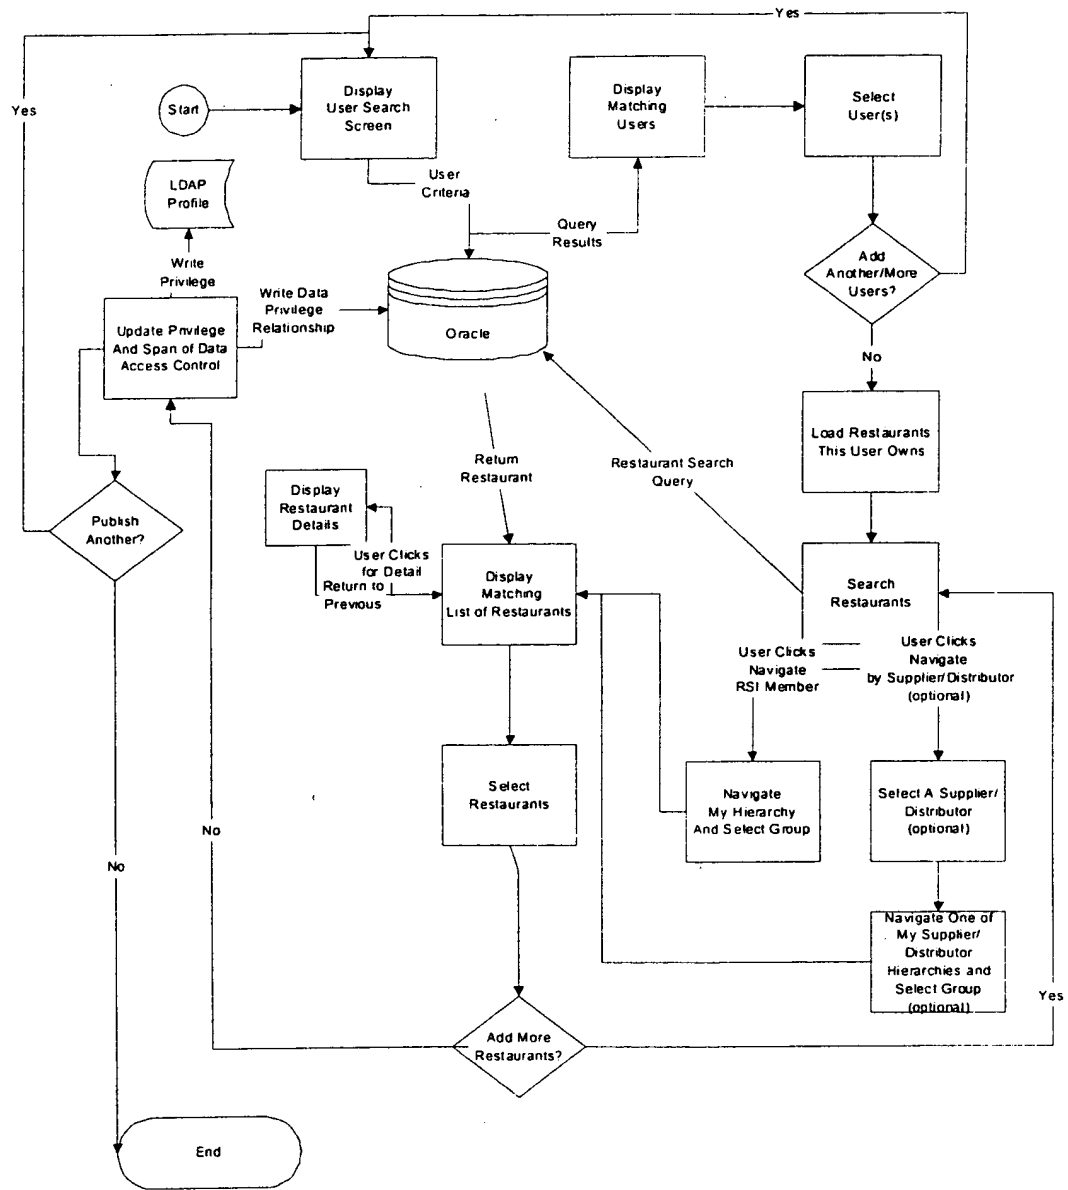 Yes
Yes
Start
Display
User Search
Screen
Display
Matching
Users
Select
User(s)
LDAP
Profile
User
Criteria
Query
Results
Add
Another/More
Users?
Write
Privilege
Write Data
Privilege
Relationship
Update Privilege
And Span of Data
Access Control
Oracle
No
Load Restaurants
This User Owns
Return
Restaurant
Restaurant Search
Query
Display
Restaurant
Details
Publish
Another?
User Clicks
for Detail
Return to
Previous
Display
Matching
List of Restaurants
Search
Restaurants
User Clicks
Navigate
RSI Member
User Clicks
Navigate
by Supplier/Distributor
(optional)
Select
Restaurants
Navigate
My Hierarchy
And Select Group
Select A Supplier/
Distributor
(optional)
No
No
Navigate One of
My Supplier/
Distributor
Hierarchies and
Select Group
(optional)
Yes
Add More
Restaurants?
End